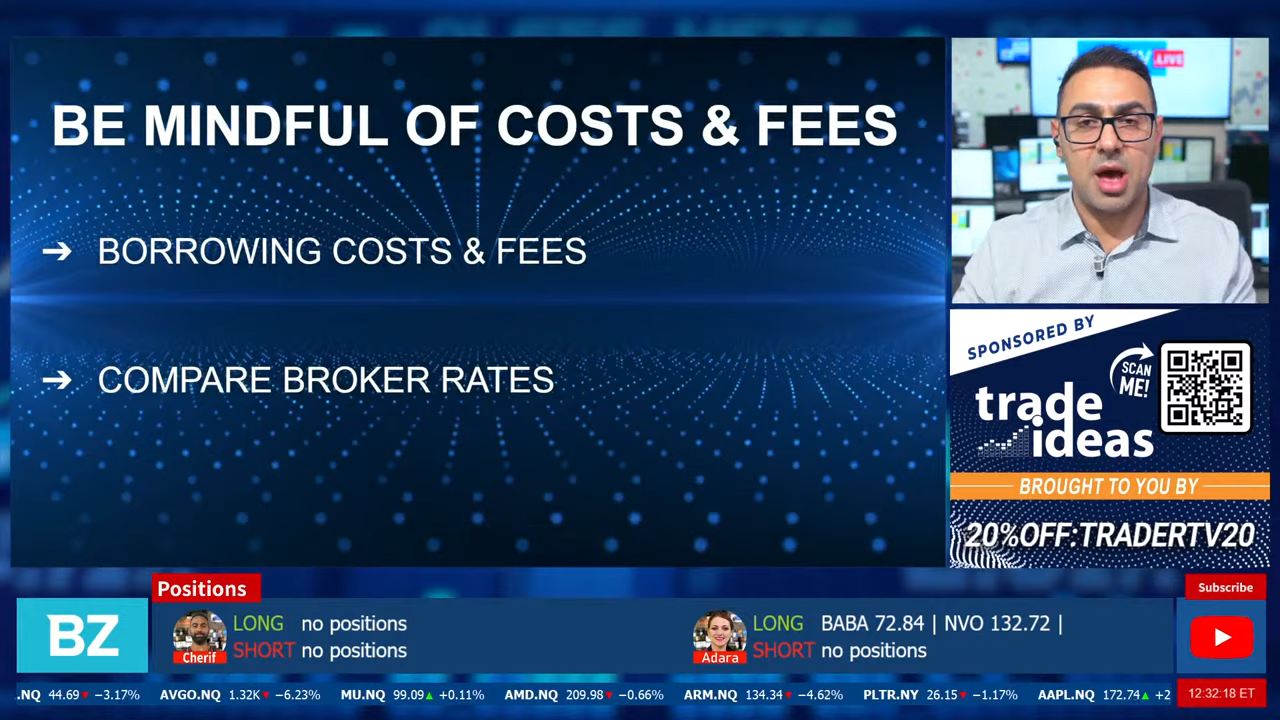 BE MINDFUL OF COSTS & FEES
➔ BORROWING COSTS & FEES
➔ COMPARE BROKER RATES
.LIVE
SPONSORED BY
SCAN ME!
trade
ideas
BROUGHT TO YOU BY
20%OFF:TRADERTV20
Positions
Subscribe
BZ
Cherif
LONG no positions
SHORT no positions
Adara
LONG BABA 72.84 | NVO 132.72 |
SHORT no positions
.NQ 44.69▼ −3.17% AVGO.NQ 1.32K▼ −6.23% MU.NQ 99.09▲ +0.11% AMD.NQ 209.98▼ −0.66% ARM.NQ 134.34▼ −4.62% PLTR.NY 26.15▼ −1.17% AAPL.NQ 172.74▲ +2
12:32:18 ET